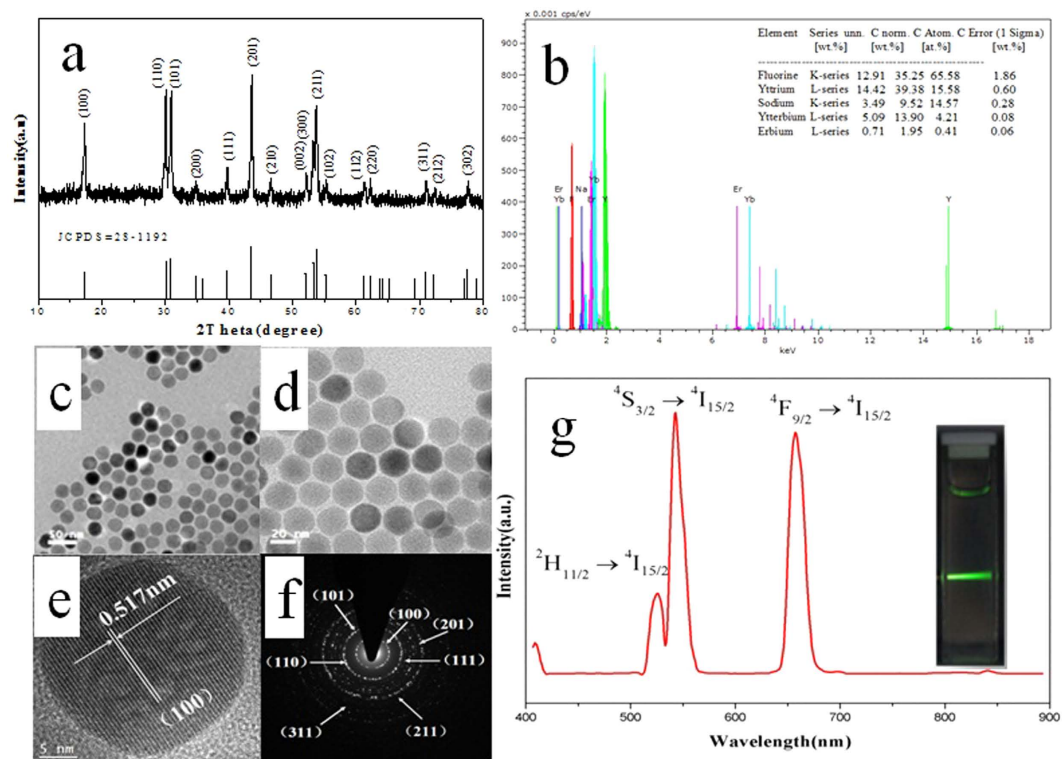 a
(100)
(110)
(101)
(200)
(111)
(201)
(210)
(002)
(300)
(211)
(102)
(112)
(220)
(311)
(212)
(302)
Intensity(a.u)
JCPDS=28-1192
10 20 30 40 50 60 70 80
2T heta(degree)
x 0.001 cps/eV
b
Element Series unn. C norm. C Atom. C Error (1 Sigma)
[wt.%] [wt.%] [at.%] [wt.%]
Fluorine K-series 12.91 35.25 65.58 1.86
Yttrium L-series 14.42 39.38 15.58 0.60
Sodium K-series 3.49 9.52 14.57 0.28
Ytterbium L-series 5.09 13.90 4.21 0.08
Erbium L-series 0.71 1.95 0.41 0.06
900
800
700
600
500
400
300
200
100
0
Er
Yb
F
Na
Yb
Er
Y
Er
Yb
Y
0 2 4 6 8 10 12 14 16 18
keV
c
50 nm
d
20 nm
e
0.517nm
(100)
5 nm
f
(101)
(100)
(201)
(110)
(111)
(311)
(211)
g
⁴S₃/₂ → ⁴I₁₅/₂
⁴F₉/₂ → ⁴I₁₅/₂
²H₁₁/₂ → ⁴I₁₅/₂
Intensity(a.u.)
400 500 600 700 800 900
Wavelength(nm)